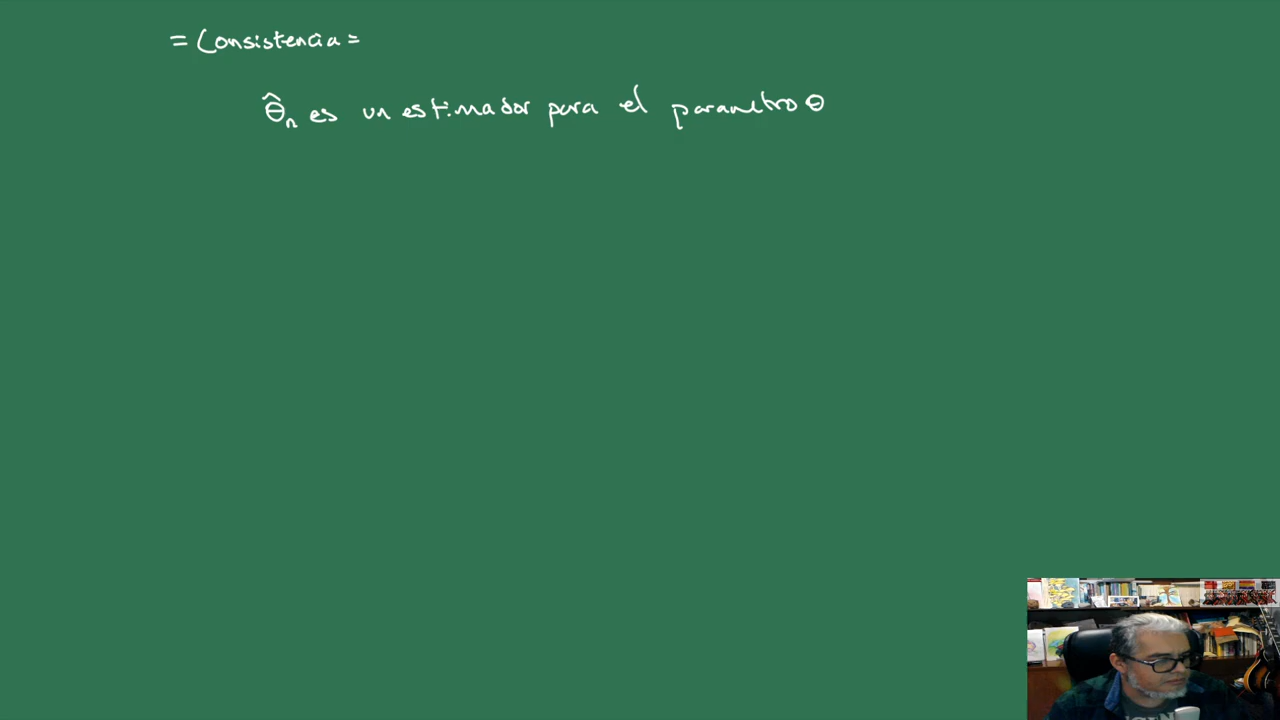 = Consistencia =
θ̂ₙ es un estimador para el parametro θ